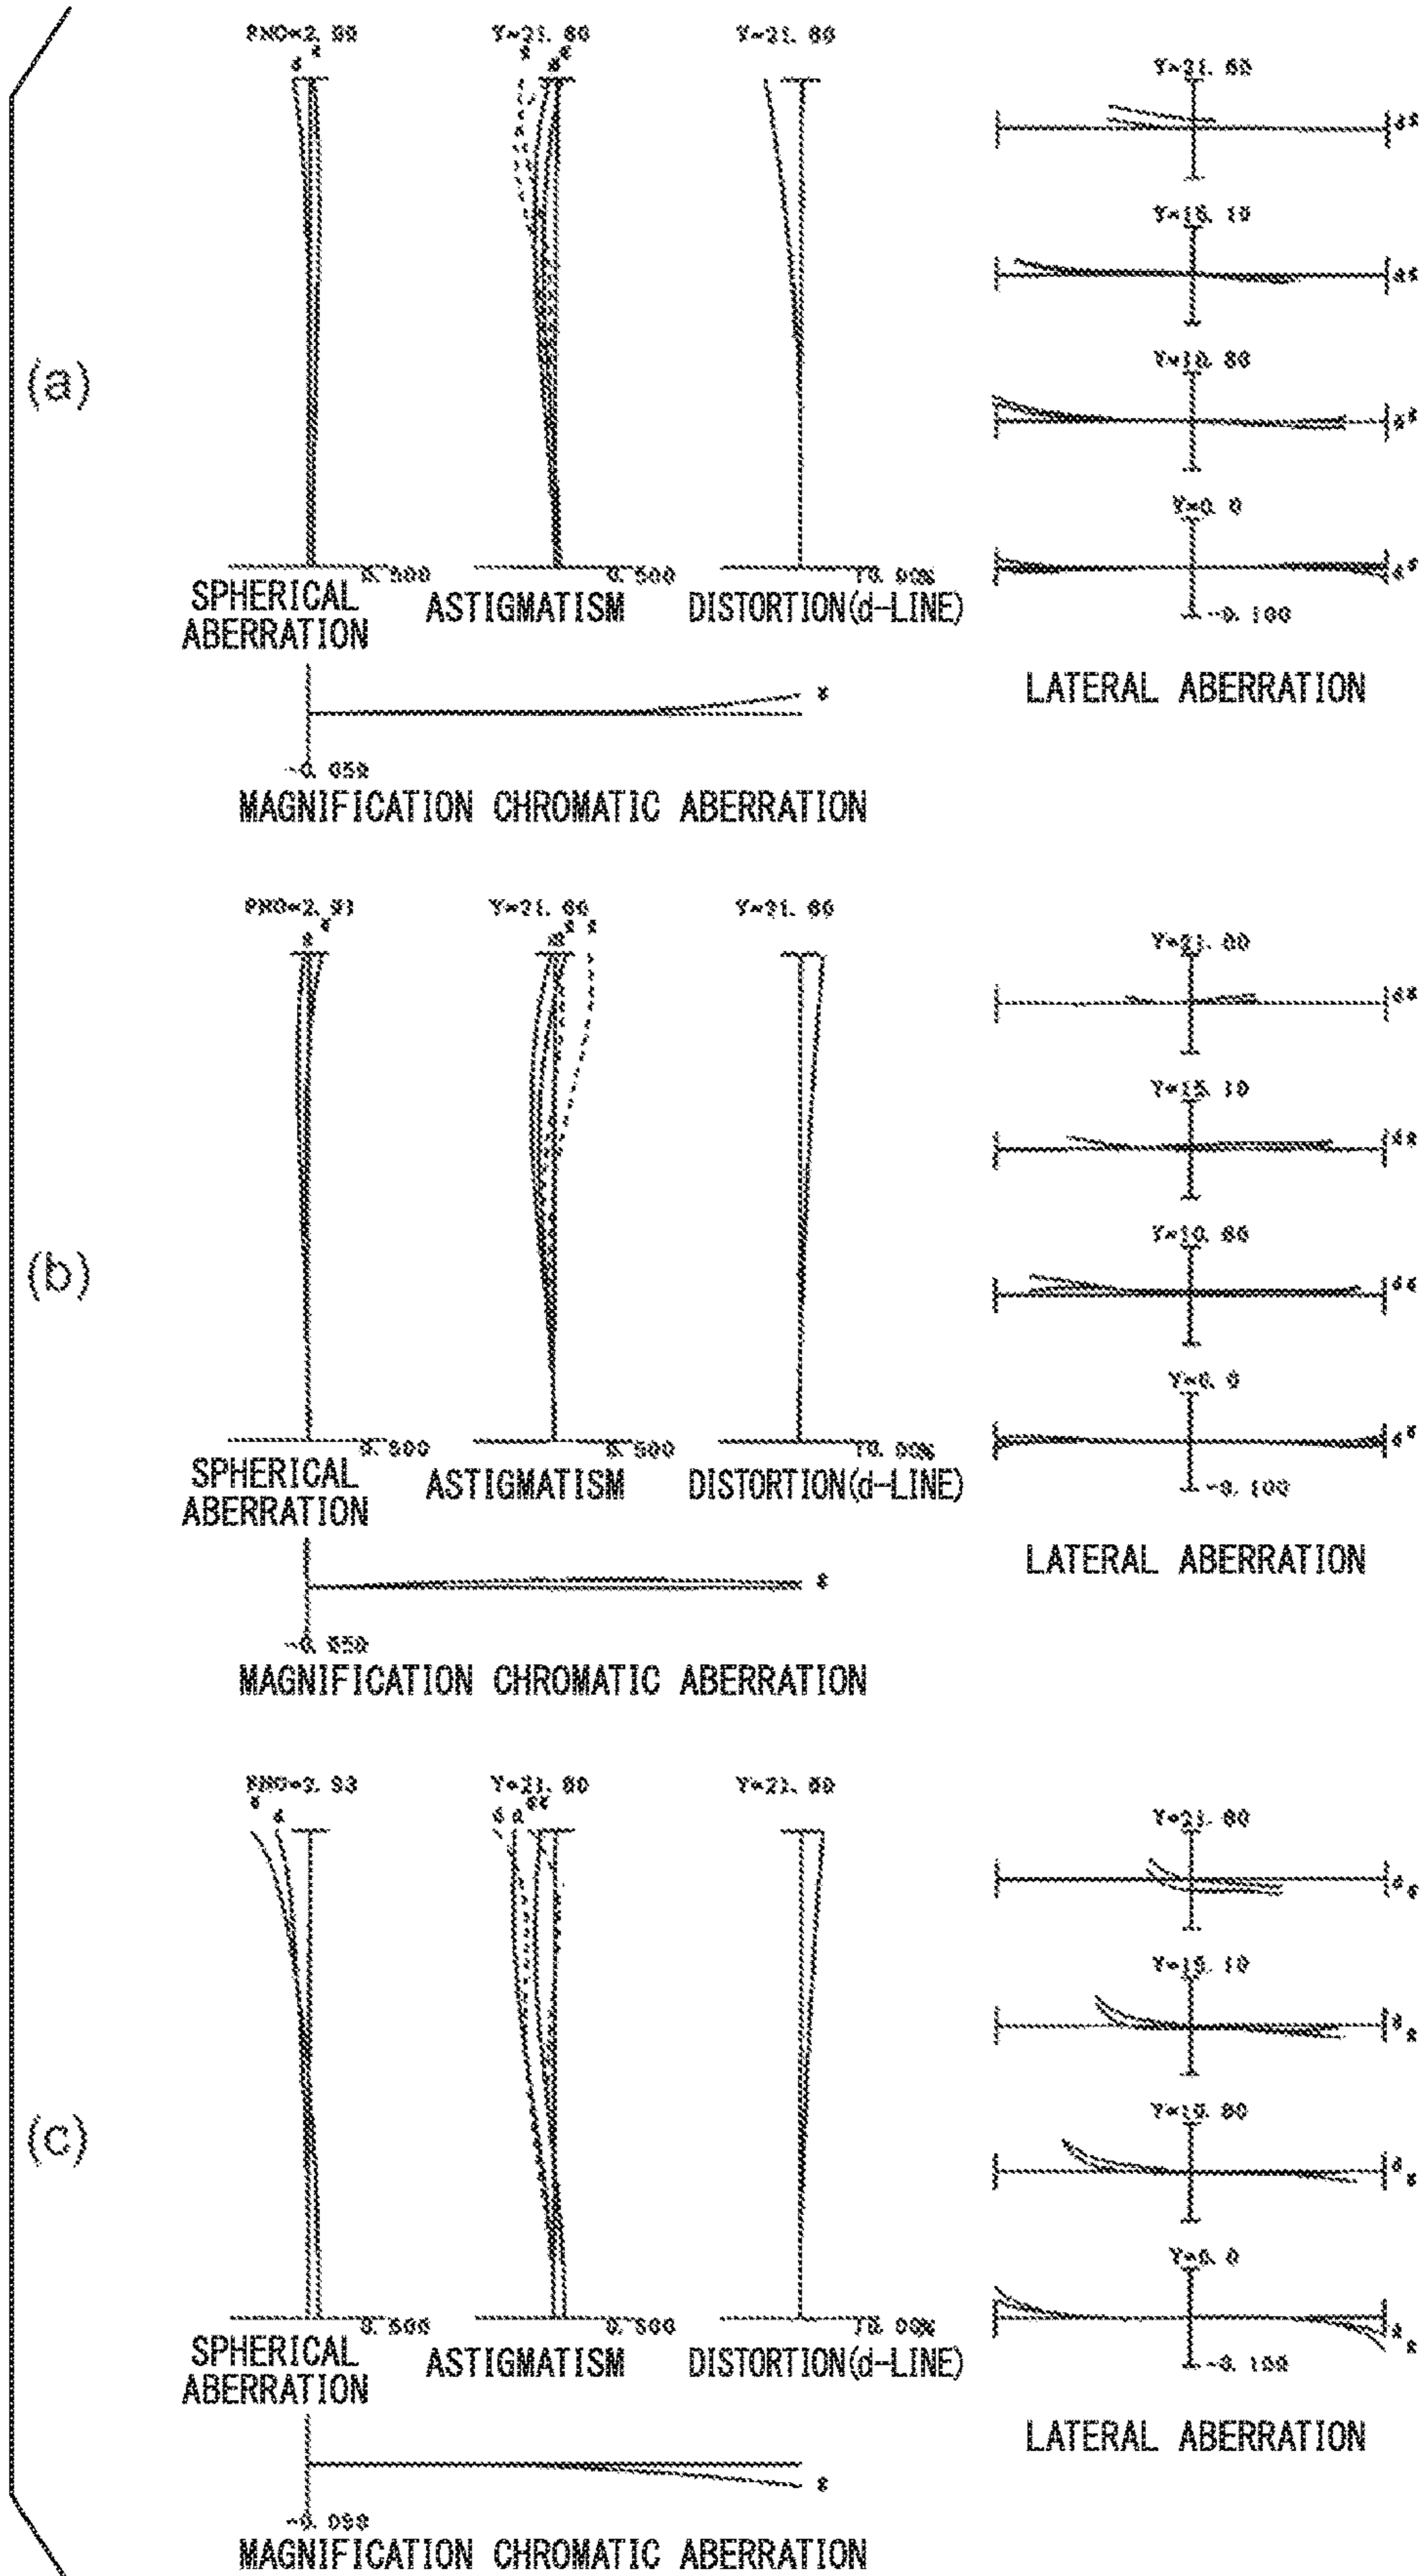 (a)
Y=21.60
Y=21.60
Y=21.60
Y=15.10
Y=10.80
Y=0.0
0.500
0.500
10.00%
-0.100
SPHERICAL
ABERRATION
ASTIGMATISM
DISTORTION(d-LINE)
LATERAL ABERRATION
g
-0.050
MAGNIFICATION CHROMATIC ABERRATION
(b)
Y=21.60
Y=21.60
Y=21.60
Y=15.10
Y=10.80
Y=0.0
0.500
0.500
10.00%
-0.100
SPHERICAL
ABERRATION
ASTIGMATISM
DISTORTION(d-LINE)
LATERAL ABERRATION
g
-0.050
MAGNIFICATION CHROMATIC ABERRATION
(c)
Y=21.60
Y=21.60
Y=21.60
Y=15.10
Y=10.80
Y=0.0
0.500
0.500
10.00%
-0.100
SPHERICAL
ABERRATION
ASTIGMATISM
DISTORTION(d-LINE)
LATERAL ABERRATION
g
-0.050
MAGNIFICATION CHROMATIC ABERRATION